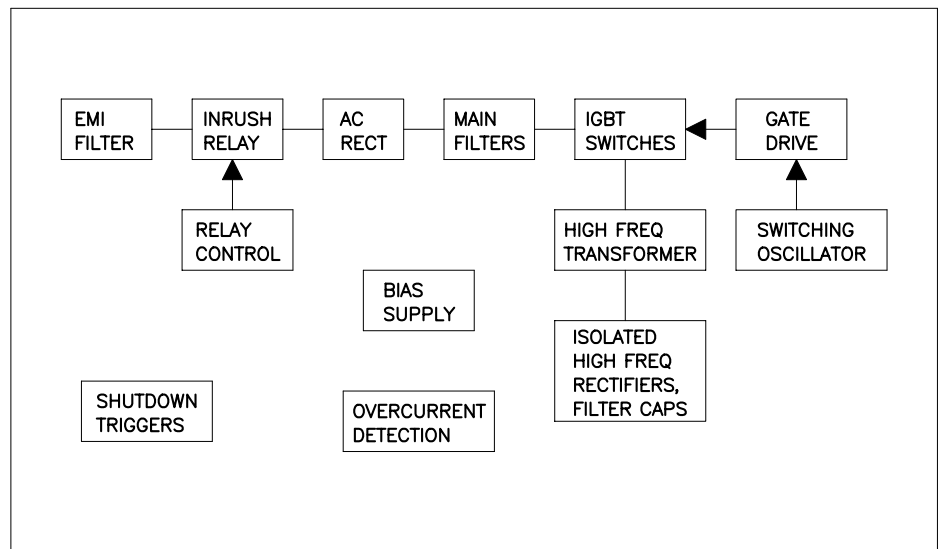 EMI
FILTER
INRUSH
RELAY
AC
RECT
MAIN
FILTERS
IGBT
SWITCHES
GATE
DRIVE
RELAY
CONTROL
HIGH FREQ
TRANSFORMER
SWITCHING
OSCILLATOR
BIAS
SUPPLY
ISOLATED
HIGH FREQ
RECTIFIERS,
FILTER CAPS
SHUTDOWN
TRIGGERS
OVERCURRENT
DETECTION